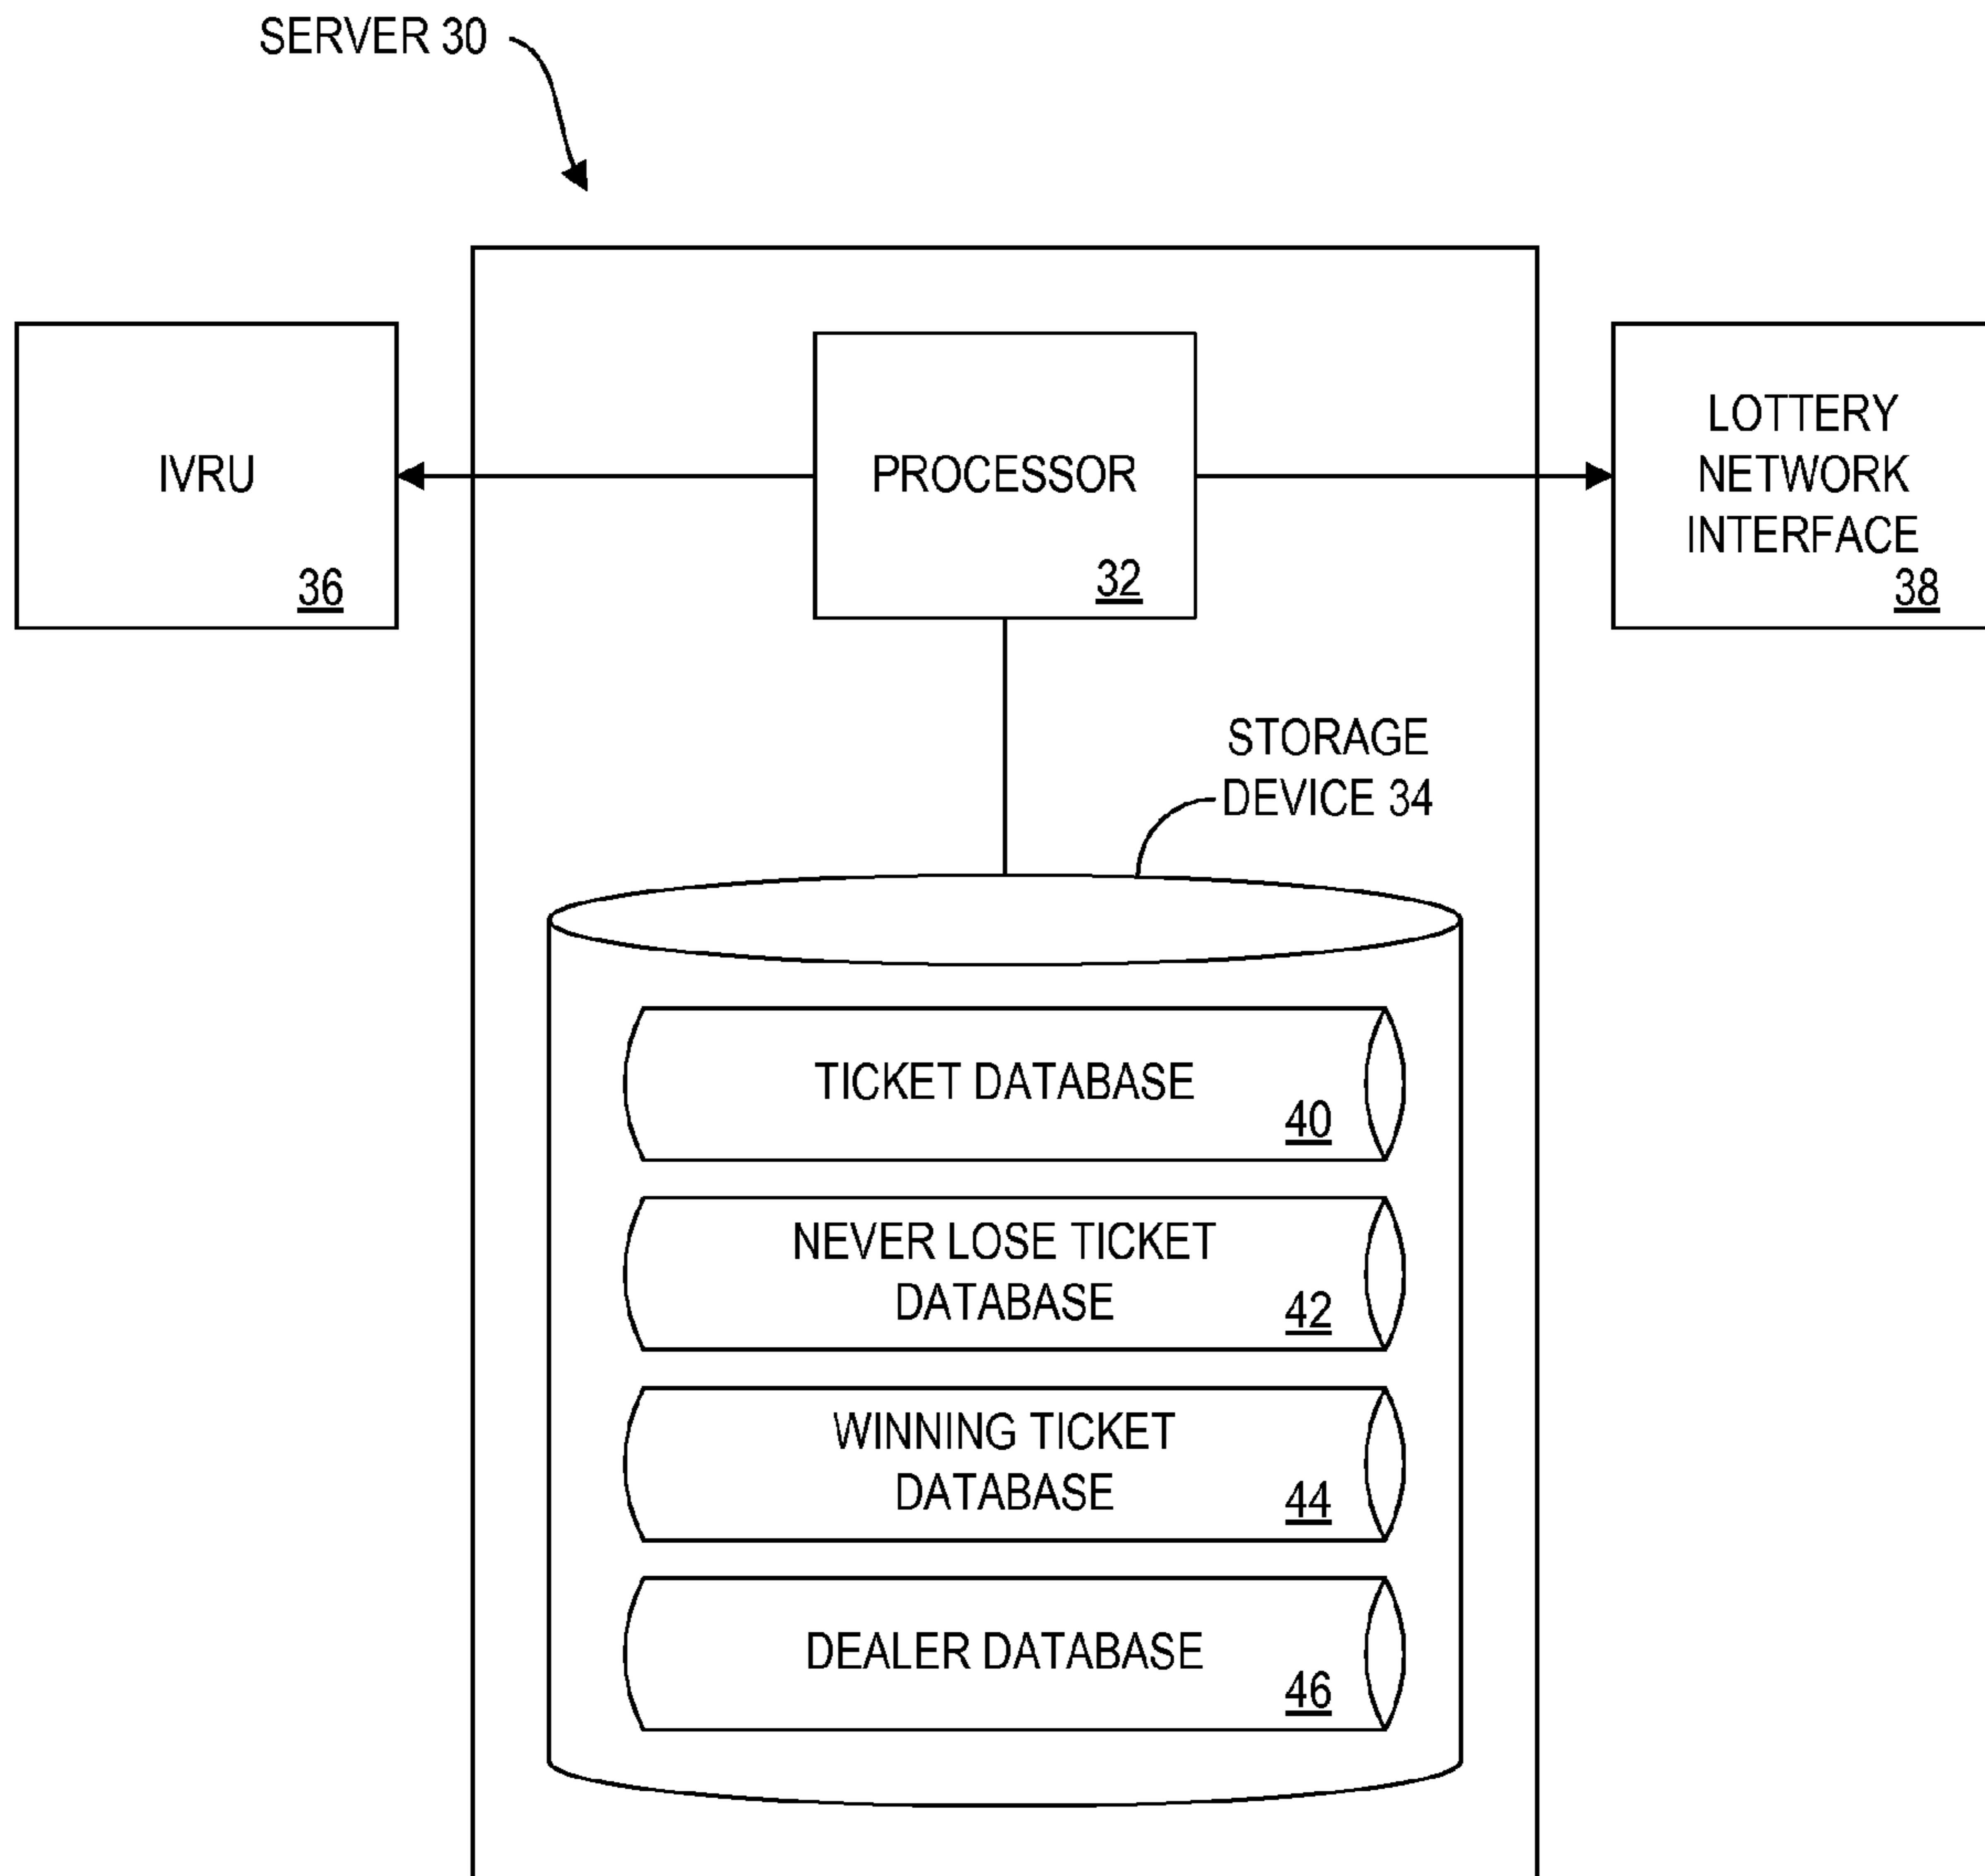 SERVER 30
IVRU
36
PROCESSOR
32
LOTTERY
NETWORK
INTERFACE
38
STORAGE
DEVICE 34
TICKET DATABASE
40
NEVER LOSE TICKET
DATABASE
42
WINNING TICKET
DATABASE
44
DEALER DATABASE
46